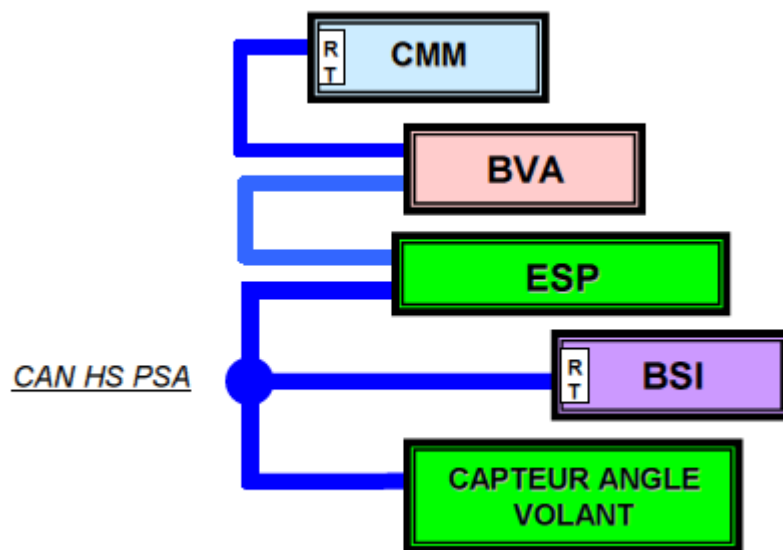 R
T
CMM
BVA
ESP
CAN HS PSA
R
T
BSI
CAPTEUR ANGLE
VOLANT